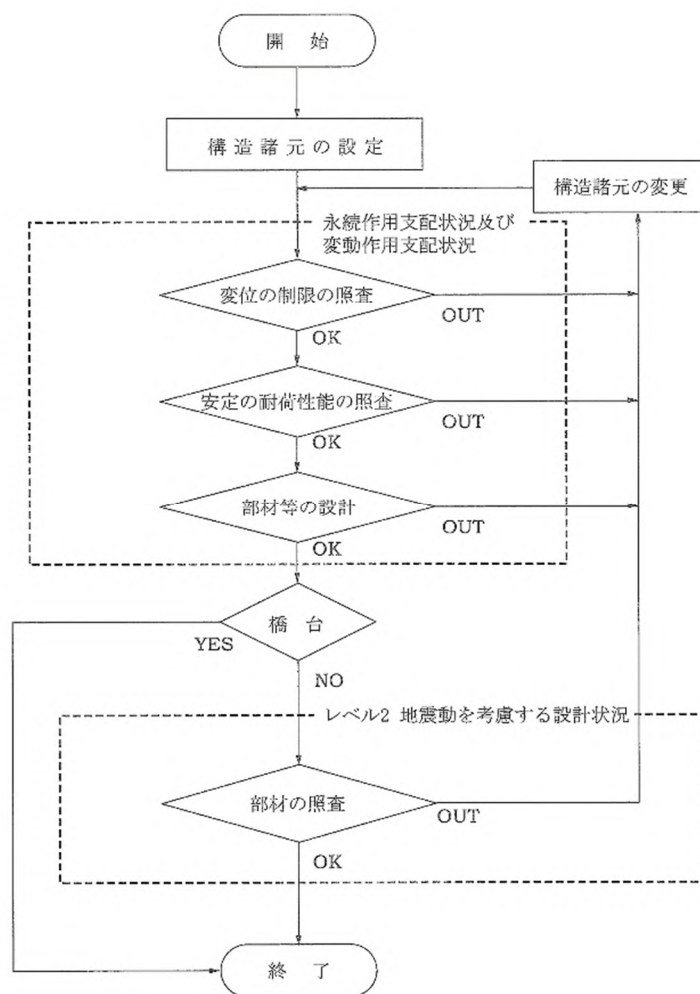 開　始
構造諸元の設定
構造諸元の変更
永続作用支配状況及び
変動作用支配状況
変位の制限の照査
OUT
OK
安定の耐荷性能の照査
OUT
OK
部材等の設計
OUT
OK
橋　台
YES
NO
レベル2 地震動を考慮する設計状況
部材の照査
OUT
OK
終　了